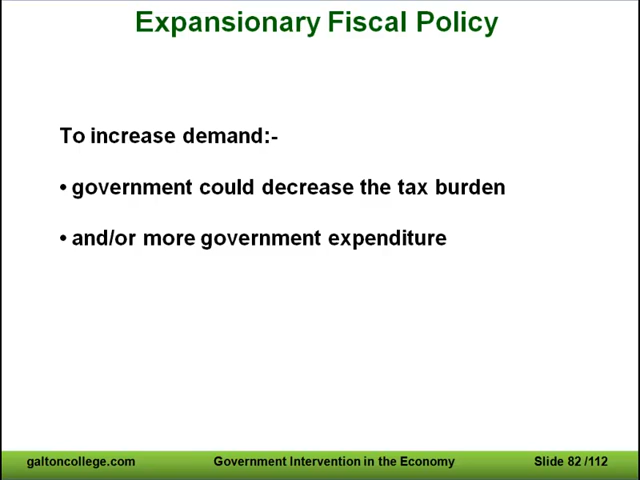 Expansionary Fiscal Policy
To increase demand:-
• government could decrease the tax burden
• and/or more government expenditure
galtoncollege.com Government Intervention in the Economy Slide 82 /112